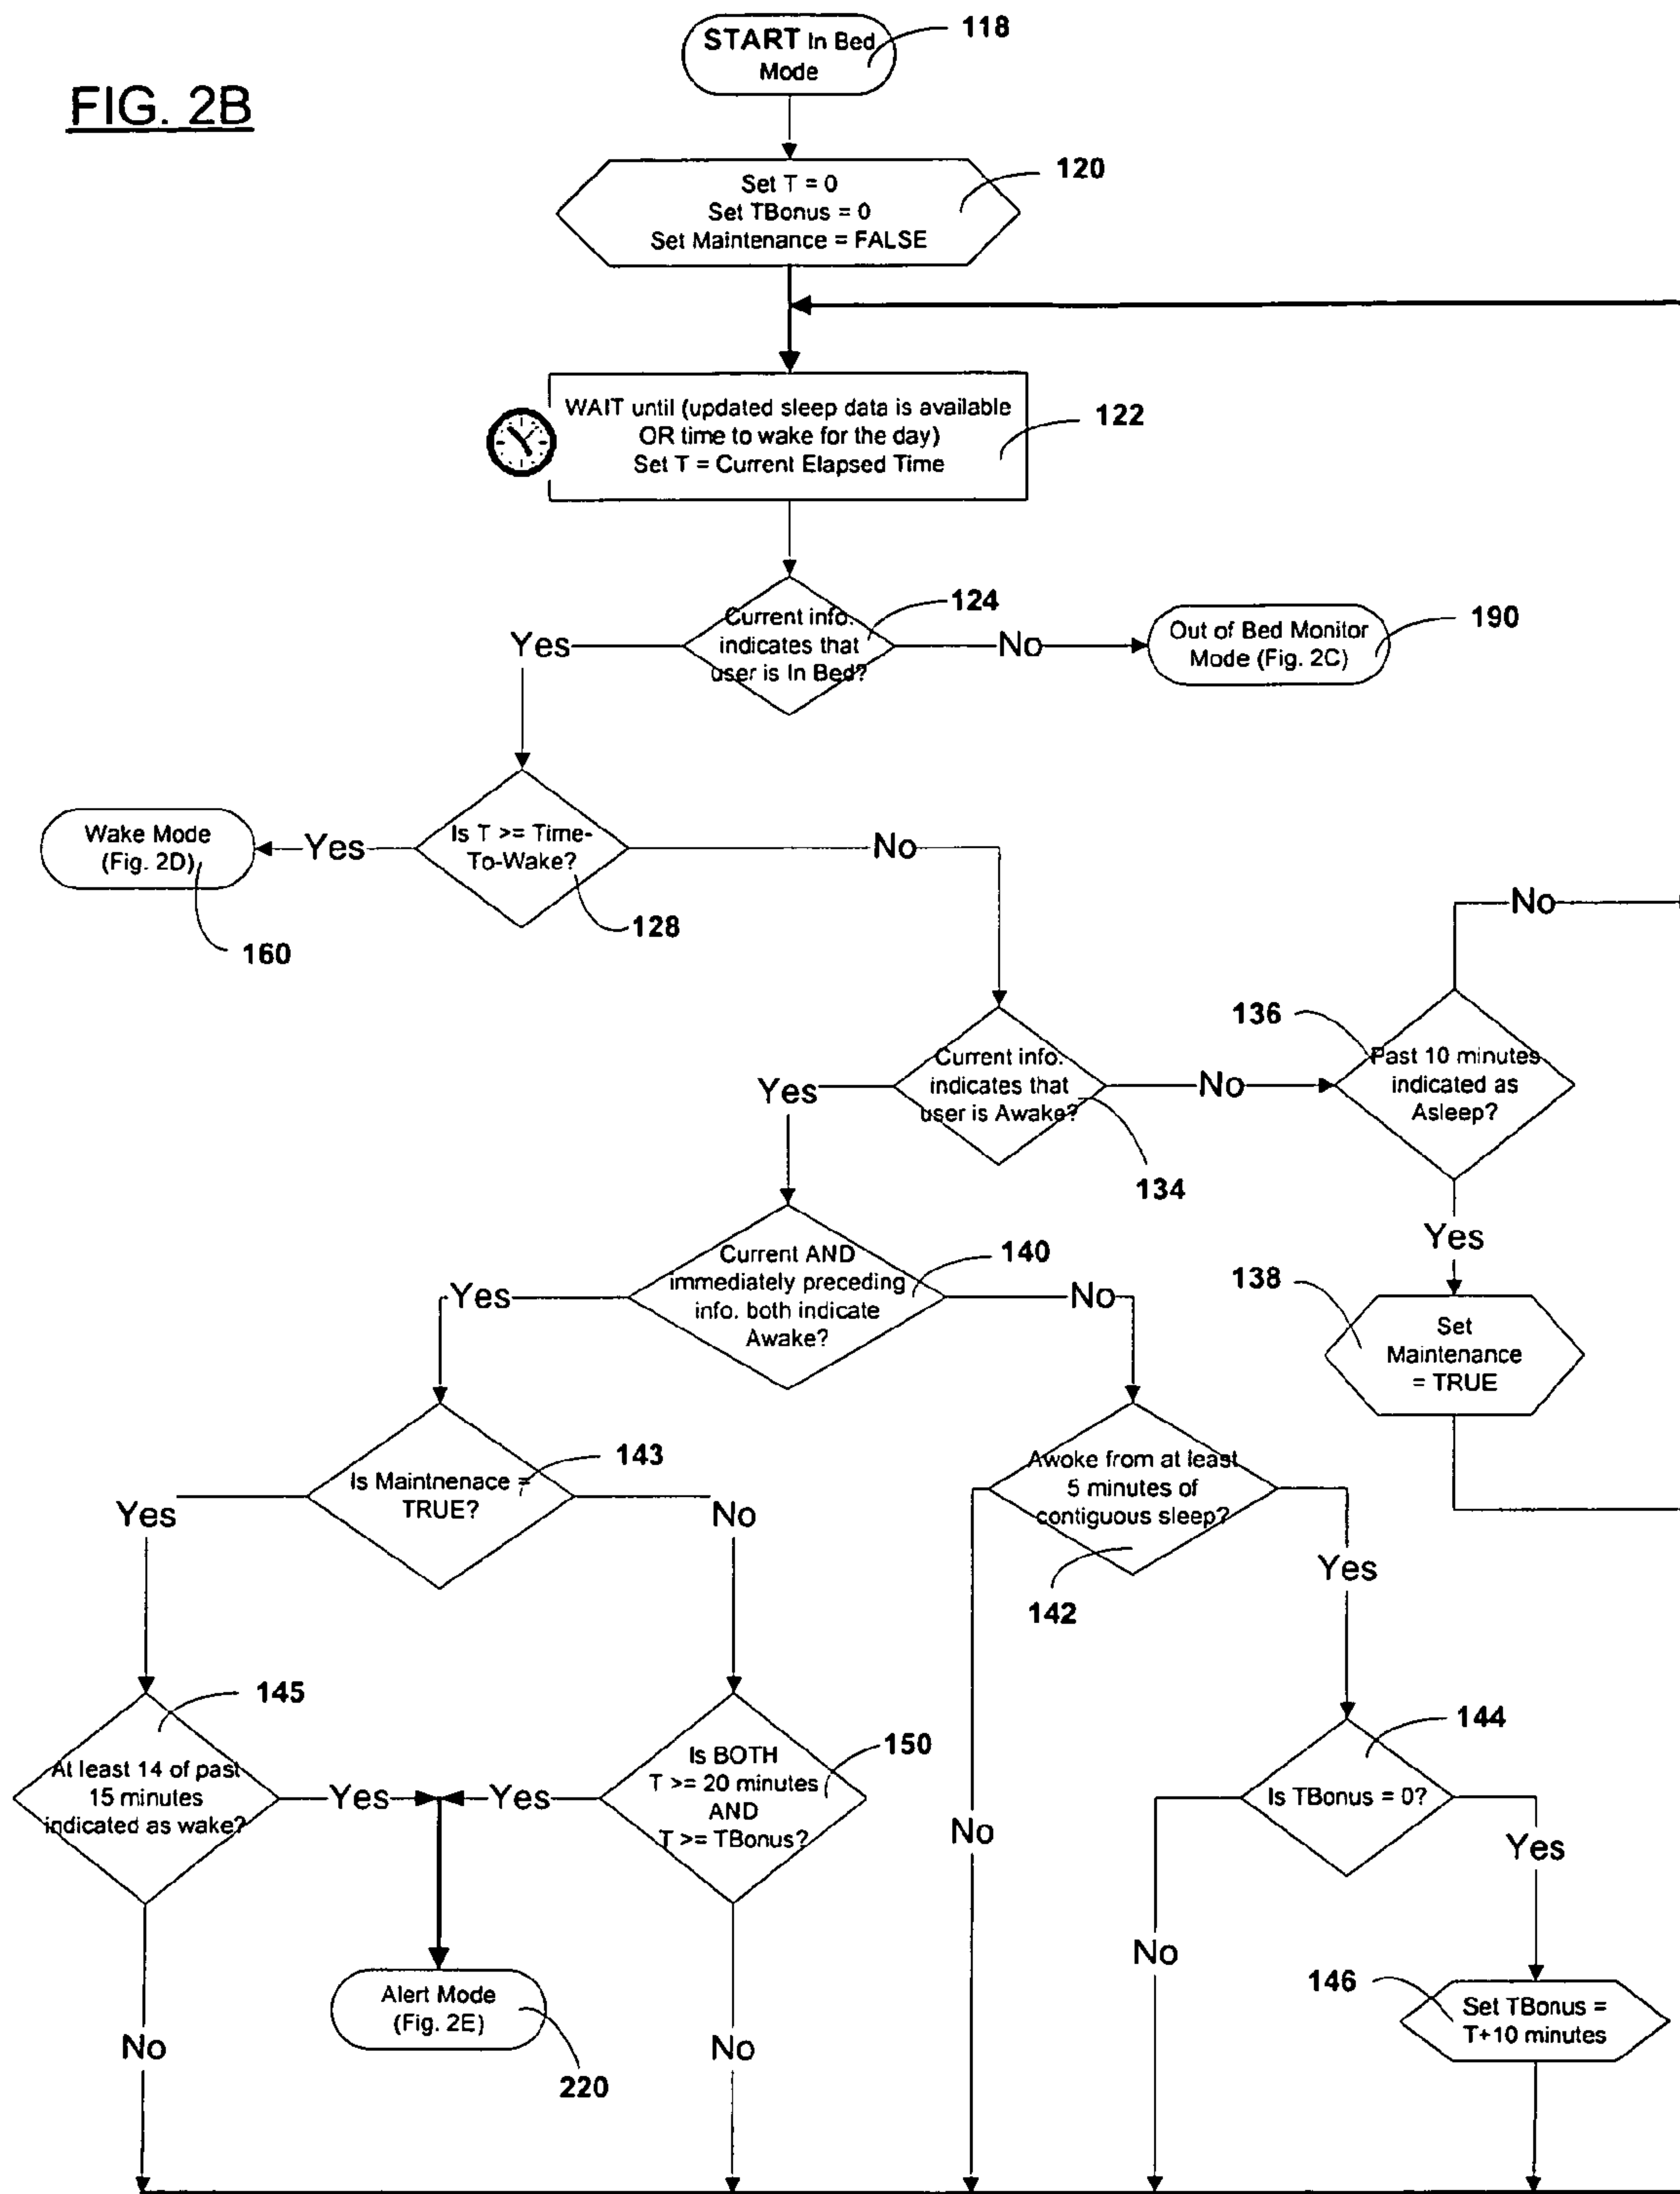 FIG. 2B
START In Bed
Mode
118
Set T = 0
Set TBonus = 0
Set Maintenance = FALSE
120
WAIT until (updated sleep data is available
OR time to wake for the day)
Set T = Current Elapsed Time
122
Current info.
indicates that
user is In Bed?
124
Yes
No
Out of Bed Monitor
Mode (Fig. 2C)
190
Wake Mode
(Fig. 2D)
160
Yes
Is T >= Time-
To-Wake?
128
No
Current info.
indicates that
user is Awake?
134
Yes
No
136
Past 10 minutes
indicated as
Asleep?
No
Yes
138
Set
Maintenance
= TRUE
Current AND
immediately preceding
info. both indicate
Awake?
140
Yes
No
Is Maintnenace =
TRUE?
143
Yes
No
Awoke from at least
5 minutes of
contiguous sleep?
142
Yes
No
145
At least 14 of past
15 minutes
indicated as wake?
Yes
No
Is BOTH
T >= 20 minutes
AND
T >= TBonus?
150
Yes
No
144
Is TBonus = 0?
Yes
No
Alert Mode
(Fig. 2E)
220
146
Set TBonus =
T+10 minutes